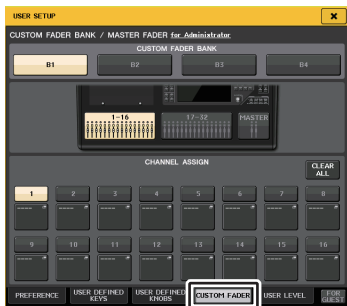 USER SETUP
CUSTOM FADER BANK / MASTER FADER for Administrator
CUSTOM FADER BANK
B1 B2 B3 B4
1-16 17-32 MASTER
CHANNEL ASSIGN
CLEAR ALL
1 2 3 4 5 6 7 8
----- ----- ----- ----- ----- ----- ----- -----
9 10 11 12 13 14 15 16
----- ----- ----- ----- ----- ----- ----- -----
PREFERENCE USER DEFINED KEYS USER DEFINED KNOBS CUSTOM FADER USER LEVEL FOR GUEST